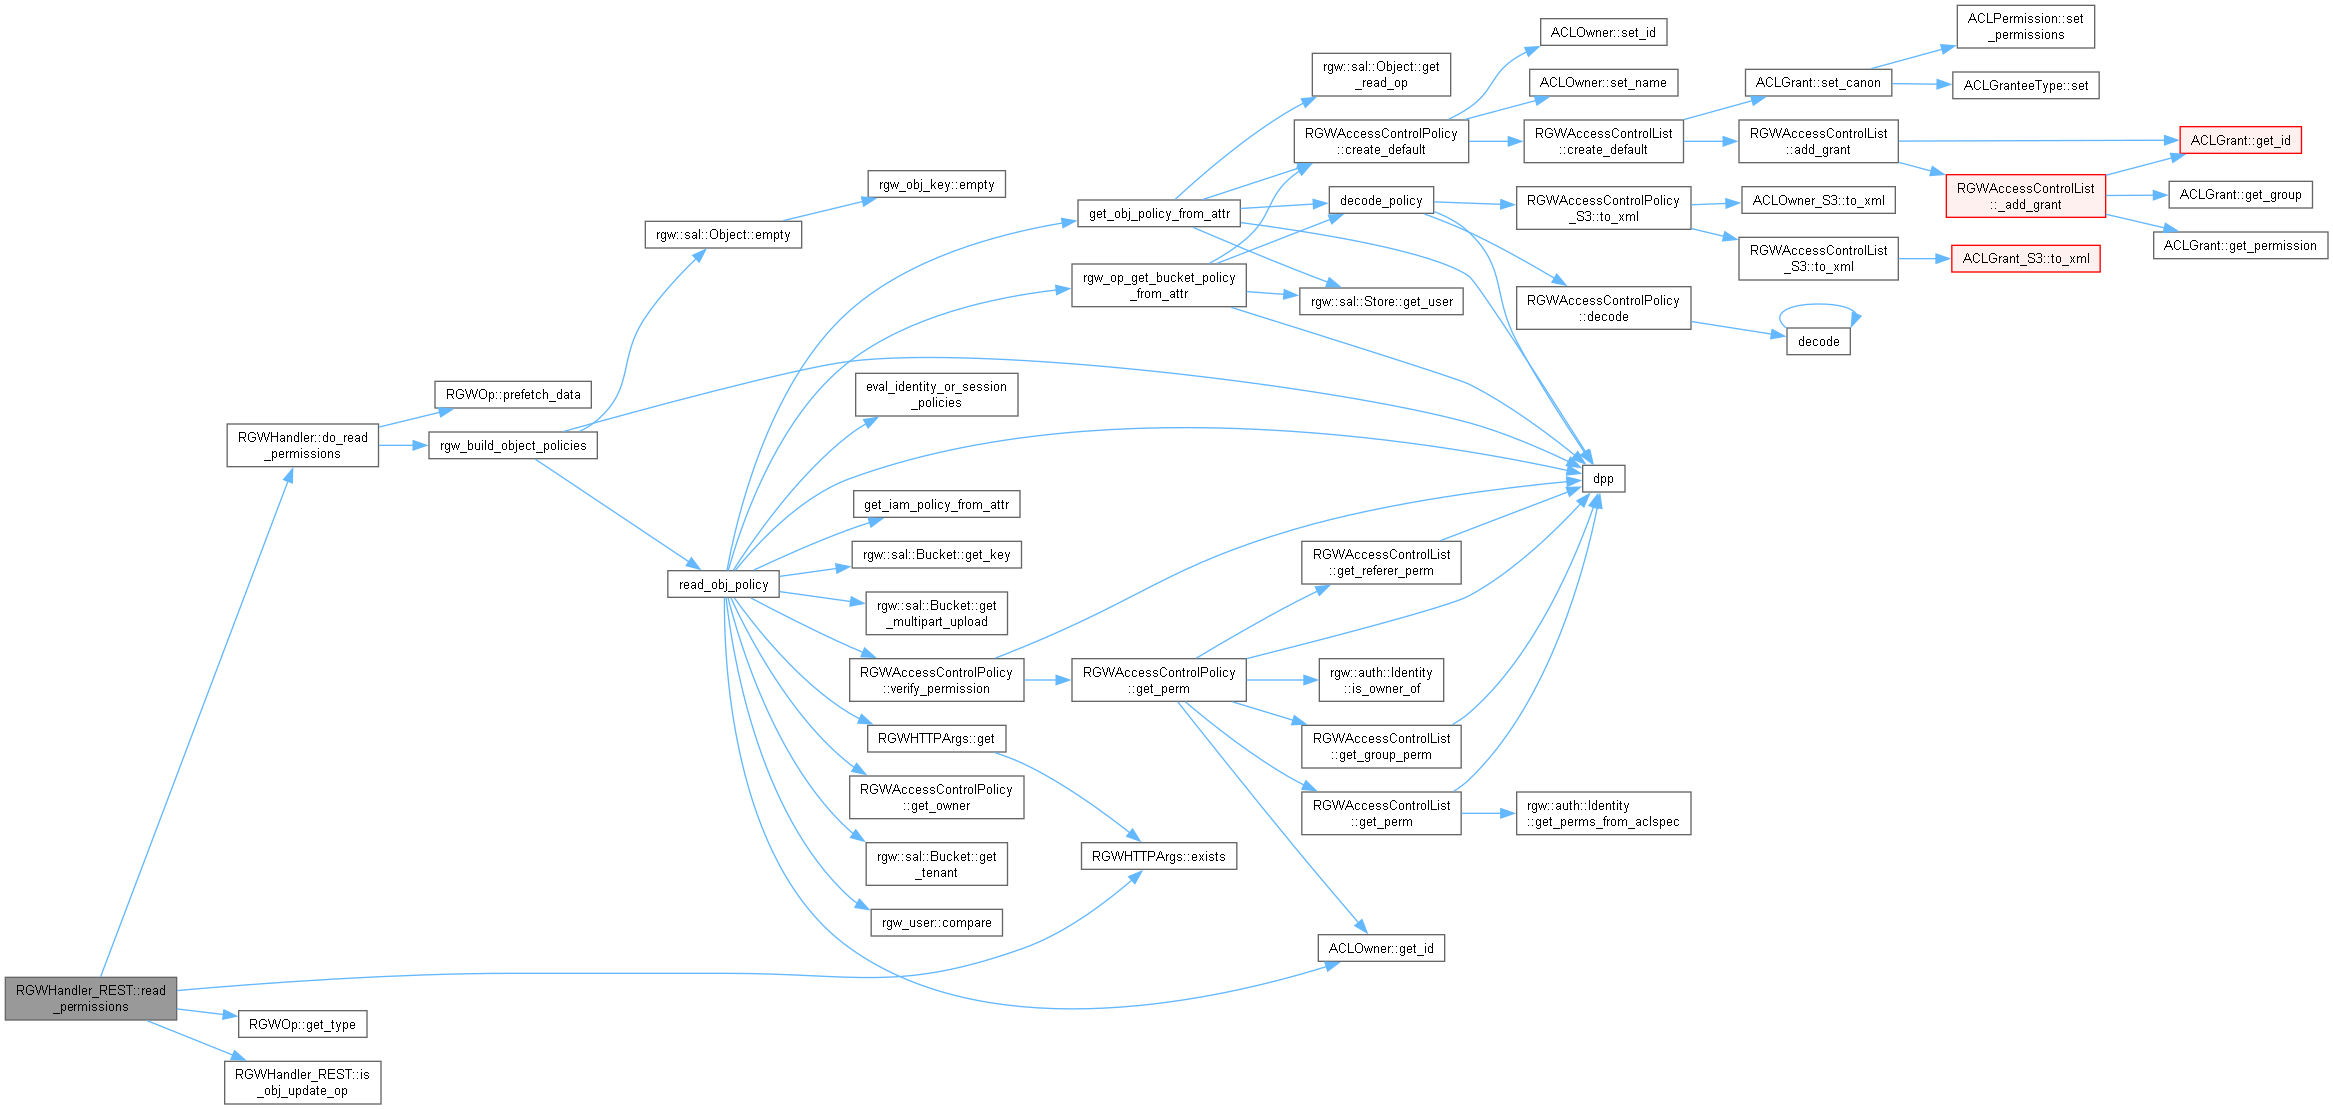 RGWHandler_REST::read
_permissions
RGWHandler::do_read
_permissions
RGWOp::get_type
RGWHandler_REST::is
_obj_update_op
RGWOp::prefetch_data
rgw_build_object_policies
rgw::sal::Object::empty
read_obj_policy
rgw_obj_key::empty
eval_identity_or_session
_policies
get_iam_policy_from_attr
rgw::sal::Bucket::get_key
rgw::sal::Bucket::get
_multipart_upload
RGWAccessControlPolicy
::verify_permission
RGWHTTPArgs::get
RGWAccessControlPolicy
::get_owner
rgw::sal::Bucket::get
_tenant
rgw_user::compare
get_obj_policy_from_attr
rgw_op_get_bucket_policy
_from_attr
RGWAccessControlPolicy
::get_perm
RGWHTTPArgs::exists
rgw::sal::Object::get
_read_op
RGWAccessControlPolicy
::create_default
decode_policy
rgw::sal::Store::get_user
RGWAccessControlList
::get_referer_perm
rgw::auth::Identity
::is_owner_of
RGWAccessControlList
::get_group_perm
RGWAccessControlList
::get_perm
ACLOwner::get_id
ACLOwner::set_id
ACLOwner::set_name
RGWAccessControlList
::create_default
RGWAccessControlPolicy
_S3::to_xml
RGWAccessControlPolicy
::decode
dpp
rgw::auth::Identity
::get_perms_from_aclspec
ACLGrant::set_canon
RGWAccessControlList
::add_grant
ACLOwner_S3::to_xml
RGWAccessControlList
_S3::to_xml
decode
ACLPermission::set
_permissions
ACLGranteeType::set
RGWAccessControlList
::_add_grant
ACLGrant_S3::to_xml
ACLGrant::get_id
ACLGrant::get_group
ACLGrant::get_permission